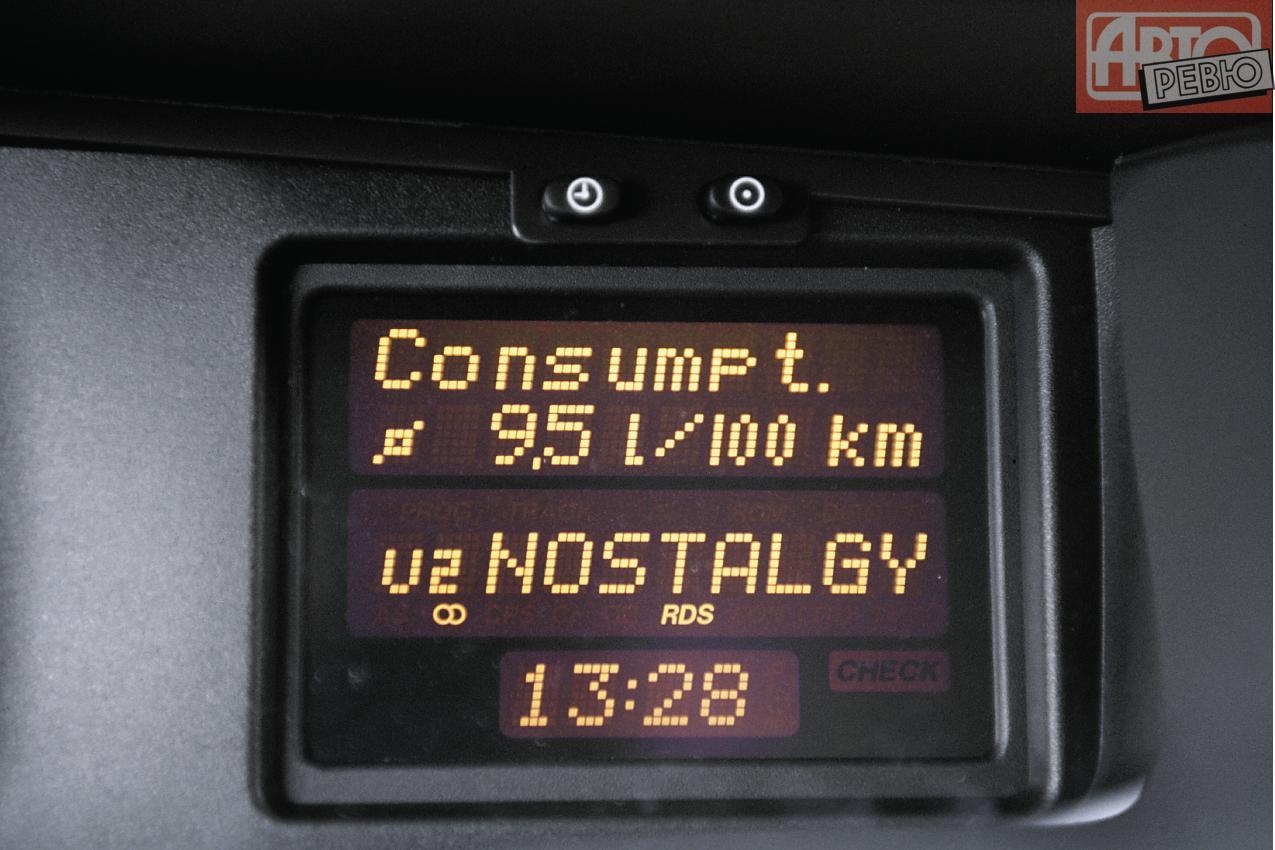 АВТО
РЕВЮ
Consumpt.
ø 9,5 l/100 km
U2 NOSTALGY
RDS
13:28
CHECK